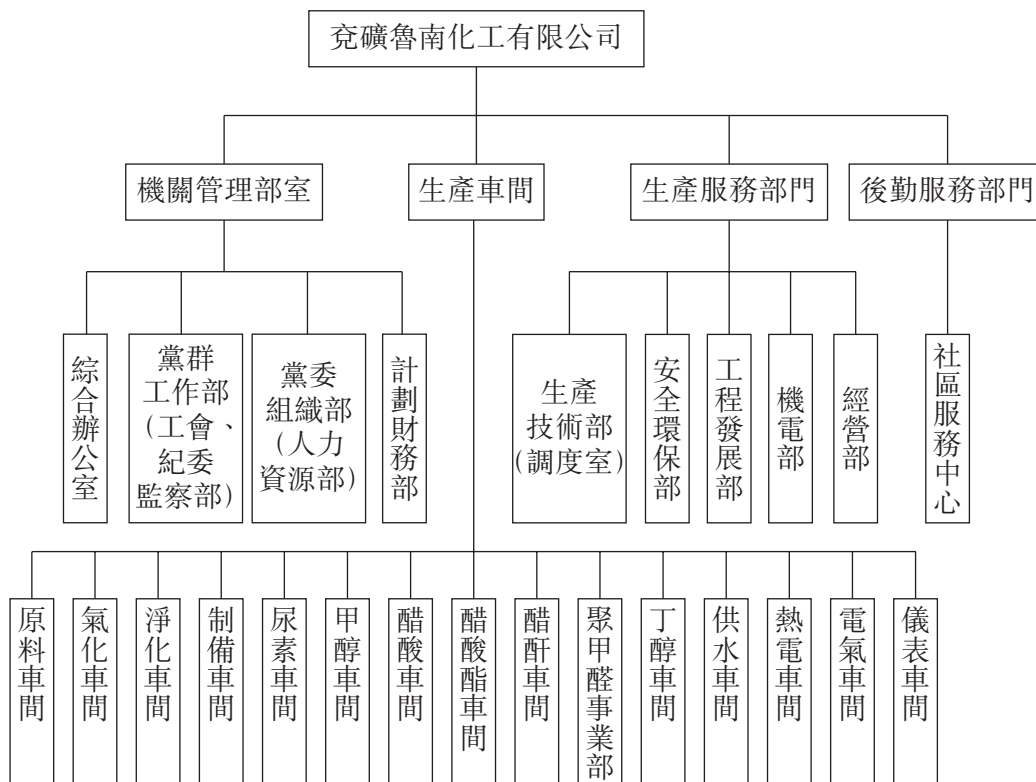 兗礦魯南化工有限公司
機關管理部室
生產車間
生產服務部門
後勤服務部門
綜合辦公室
黨群
工作部
（工會、
紀委
監察部）
黨委
組織部
（人力
資源部）
計劃財務部
生產
技術部
（調度室）
安全環保部
工程發展部
機電部
經營部
社區服務中心
原料車間
氣化車間
淨化車間
制備車間
尿素車間
甲醇車間
醋酸車間
醋酸酯車間
醋酐車間
聚甲醛事業部
丁醇車間
供水車間
熱電車間
電氣車間
儀表車間